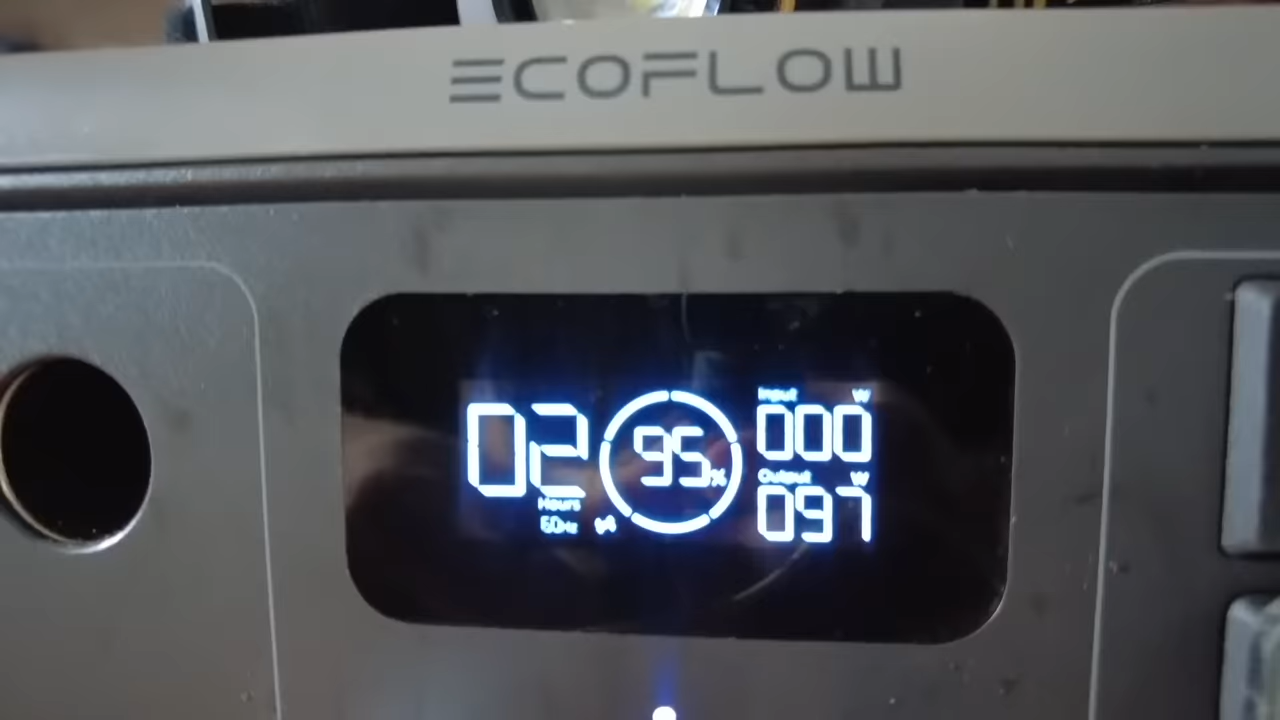 ECOFLOW
02
Hours
60Hz
95%
Input W
000
Output W
097